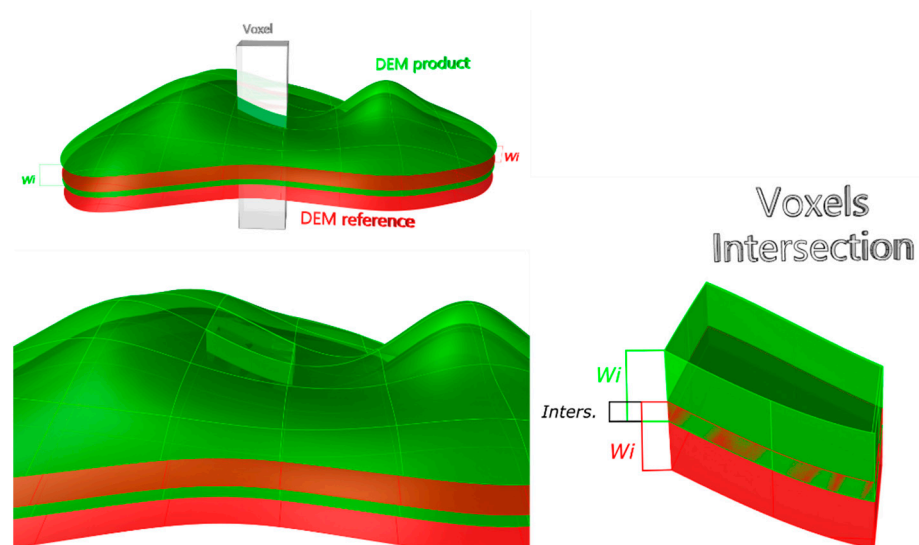 Voxel
DEM product
Wi
Wi
DEM reference
Voxels
Intersection
Wi
Inters.
Wi